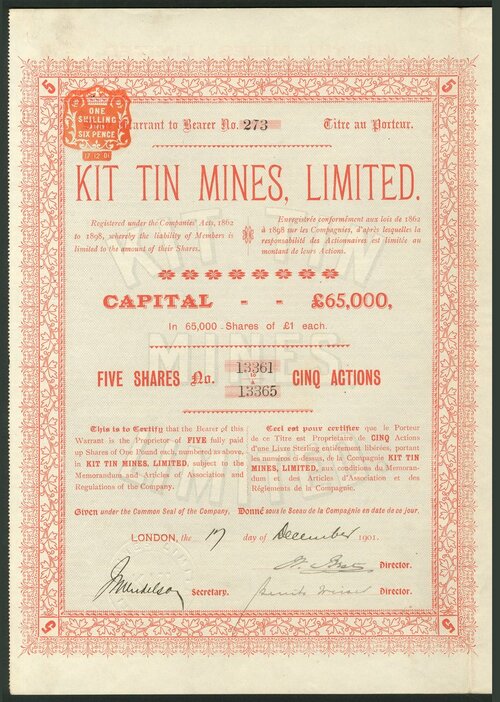 5 5
ONE
SHILLING
AND
SIX PENCE
17.12.01
Warrant to Bearer No. 273 Titre au Porteur.
KIT TIN MINES, LIMITED.
Registered under the Companies' Acts, 1862
to 1898, whereby the liability of Members is
limited to the amount of their Shares.
Enregistrée conformément aux lois de 1862
à 1898 sur les Compagnies, d'après lesquelles la
responsabilité des Actionnaires est limitée au
montant de leurs Actions.
KIT TIN
MINES
LIMITED
CAPITAL - - £65,000,
In 65,000 Shares of £1 each.
FIVE SHARES No. 13361 to à 13365 CINQ ACTIONS
This is to Certify that the Bearer of this
Warrant is the Proprietor of FIVE fully paid
up Shares of One Pound each, numbered as above,
in KIT TIN MINES, LIMITED, subject to the
Memorandum and Articles of Association and
Regulations of the Company.
Ceci est pour certifier que le Porteur
de ce Titre est Propriétaire de CINQ Actions
d'une Livre Sterling entièrement libérées, portant
les numéros ci-dessus, de la Compagnie KIT TIN
MINES, LIMITED, aux conditions du Memoran-
dum et des Articles d'Association et des
Règlements de la Compagnie.
Given under the Common Seal of the Company. Donné sous le Sceau de la Compagnie en date de ce jour.
LONDON, the 17 day of December 1901.
Director.
Secretary.
Director.
5 5